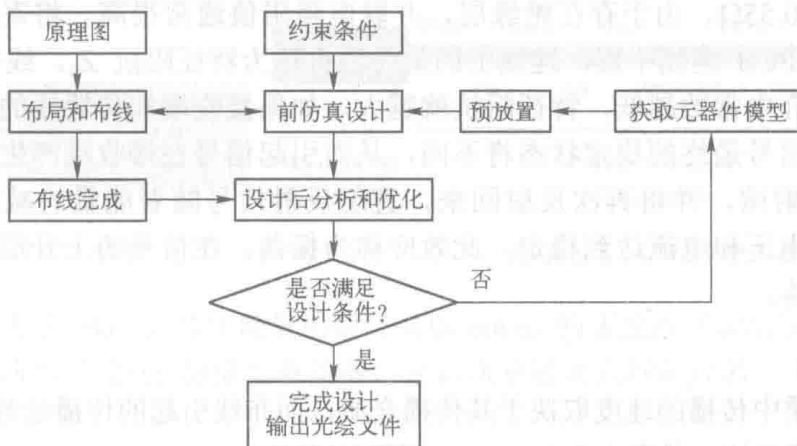 原理图
约束条件
布局和布线
前仿真设计
预放置
获取元器件模型
布线完成
设计后分析和优化
是否满足
设计条件?
否
是
完成设计
输出光绘文件